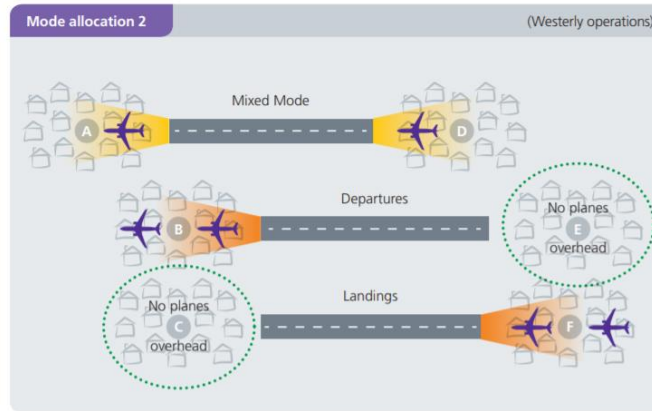 Mode allocation 2
(Westerly operations)
Mixed Mode
A
D
Departures
B
No planes
E
overhead
Landings
No planes
C
overhead
F